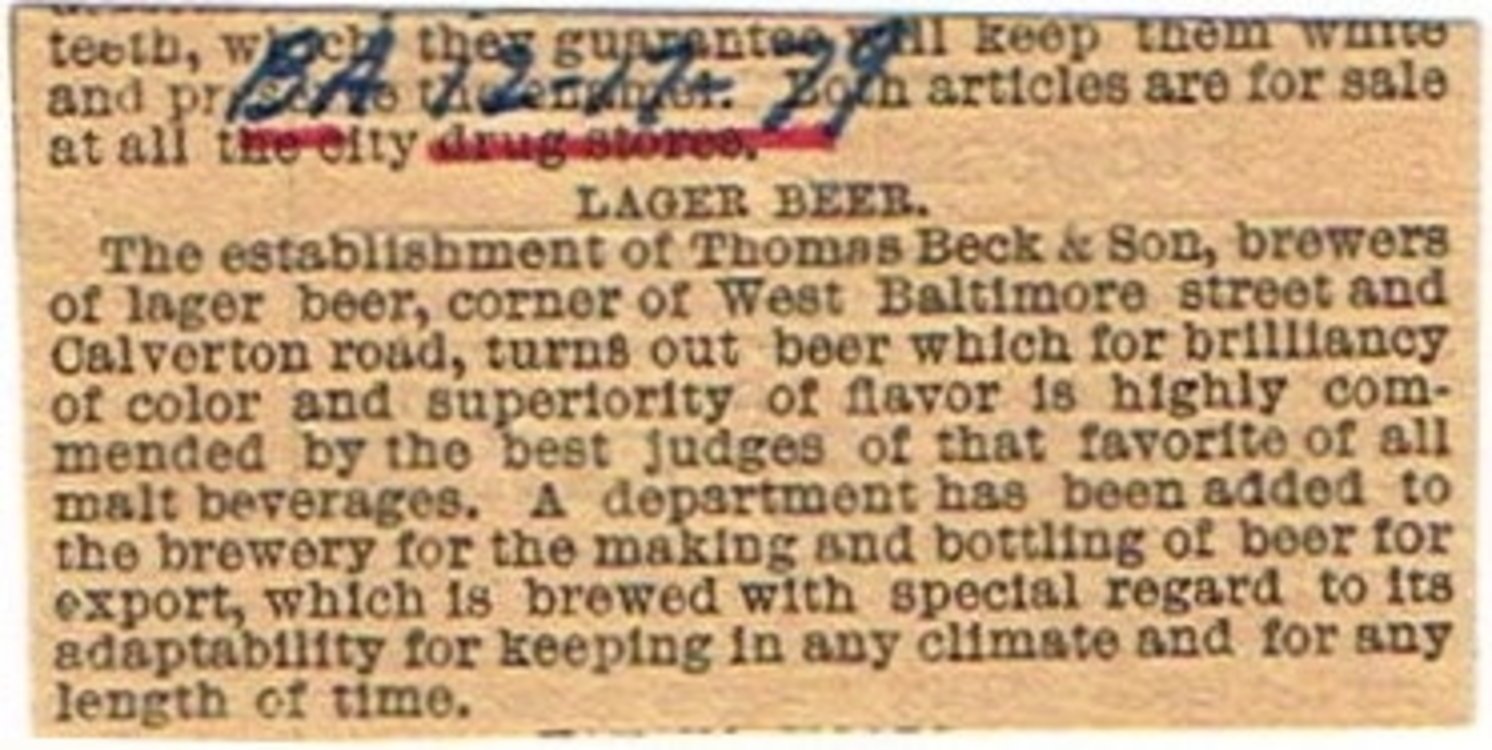 teeth, which they guarantee will keep them white
BA 12-17-79
and preserve the enamel. Both articles are for sale
at all the city drug stores.
LAGER BEER.
The establishment of Thomas Beck & Son, brewers
of lager beer, corner of West Baltimore street and
Calverton road, turns out beer which for brilliancy
of color and superiority of flavor is highly com-
mended by the best judges of that favorite of all
malt beverages. A department has been added to
the brewery for the making and bottling of beer for
export, which is brewed with special regard to its
adaptability for keeping in any climate and for any
length of time.